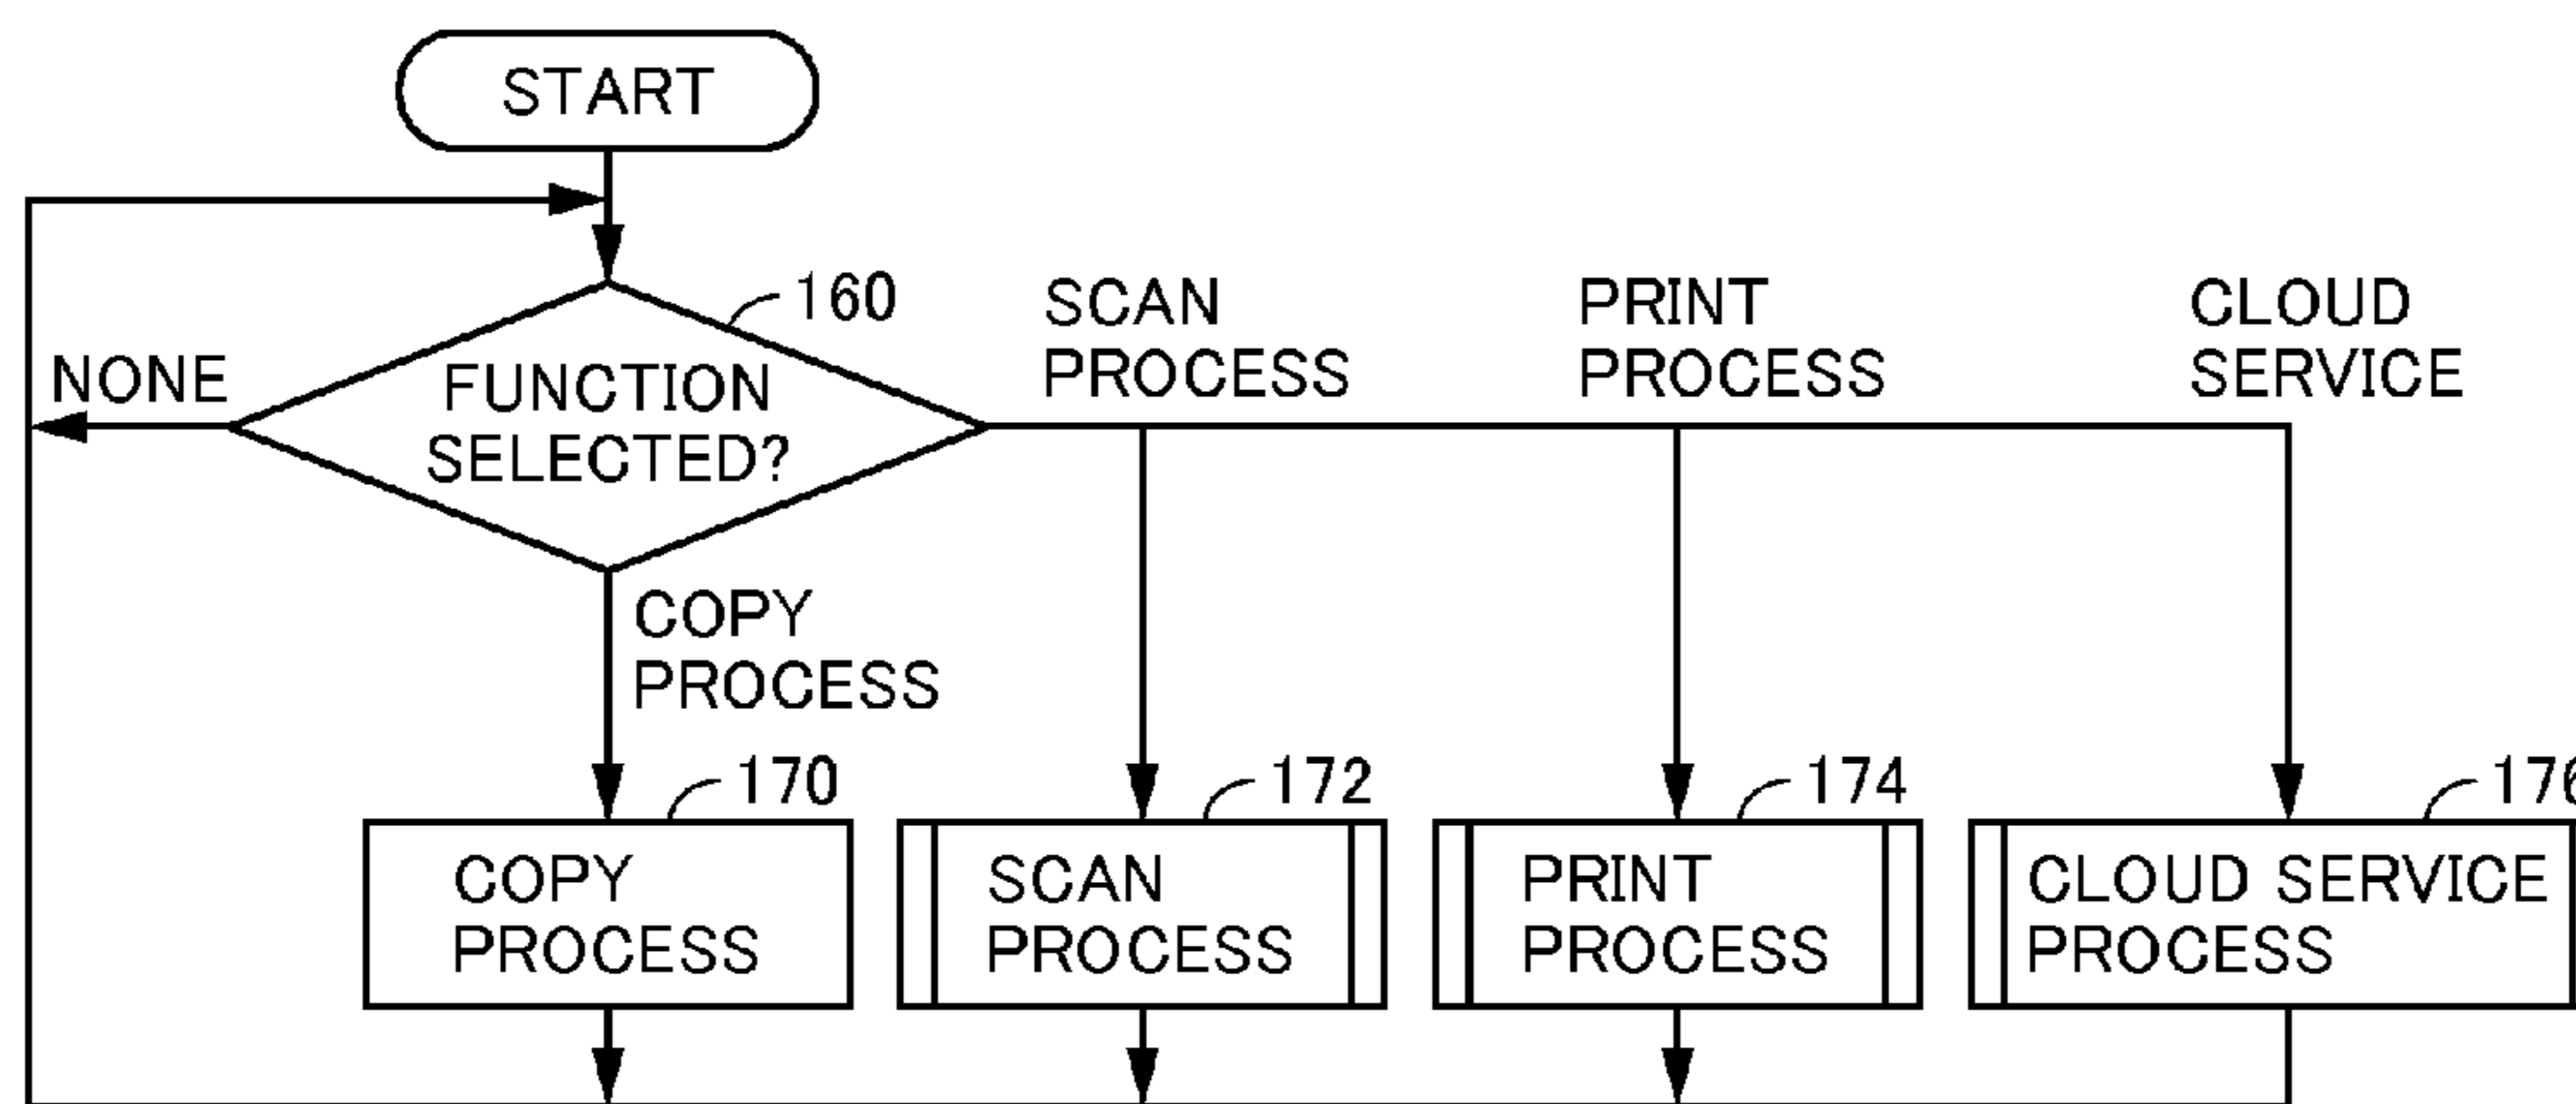 START
160
SCAN
PROCESS
PRINT
PROCESS
CLOUD
SERVICE
NONE
FUNCTION
SELECTED?
COPY
PROCESS
170
172
174
176
COPY
PROCESS
SCAN
PROCESS
PRINT
PROCESS
CLOUD SERVICE
PROCESS